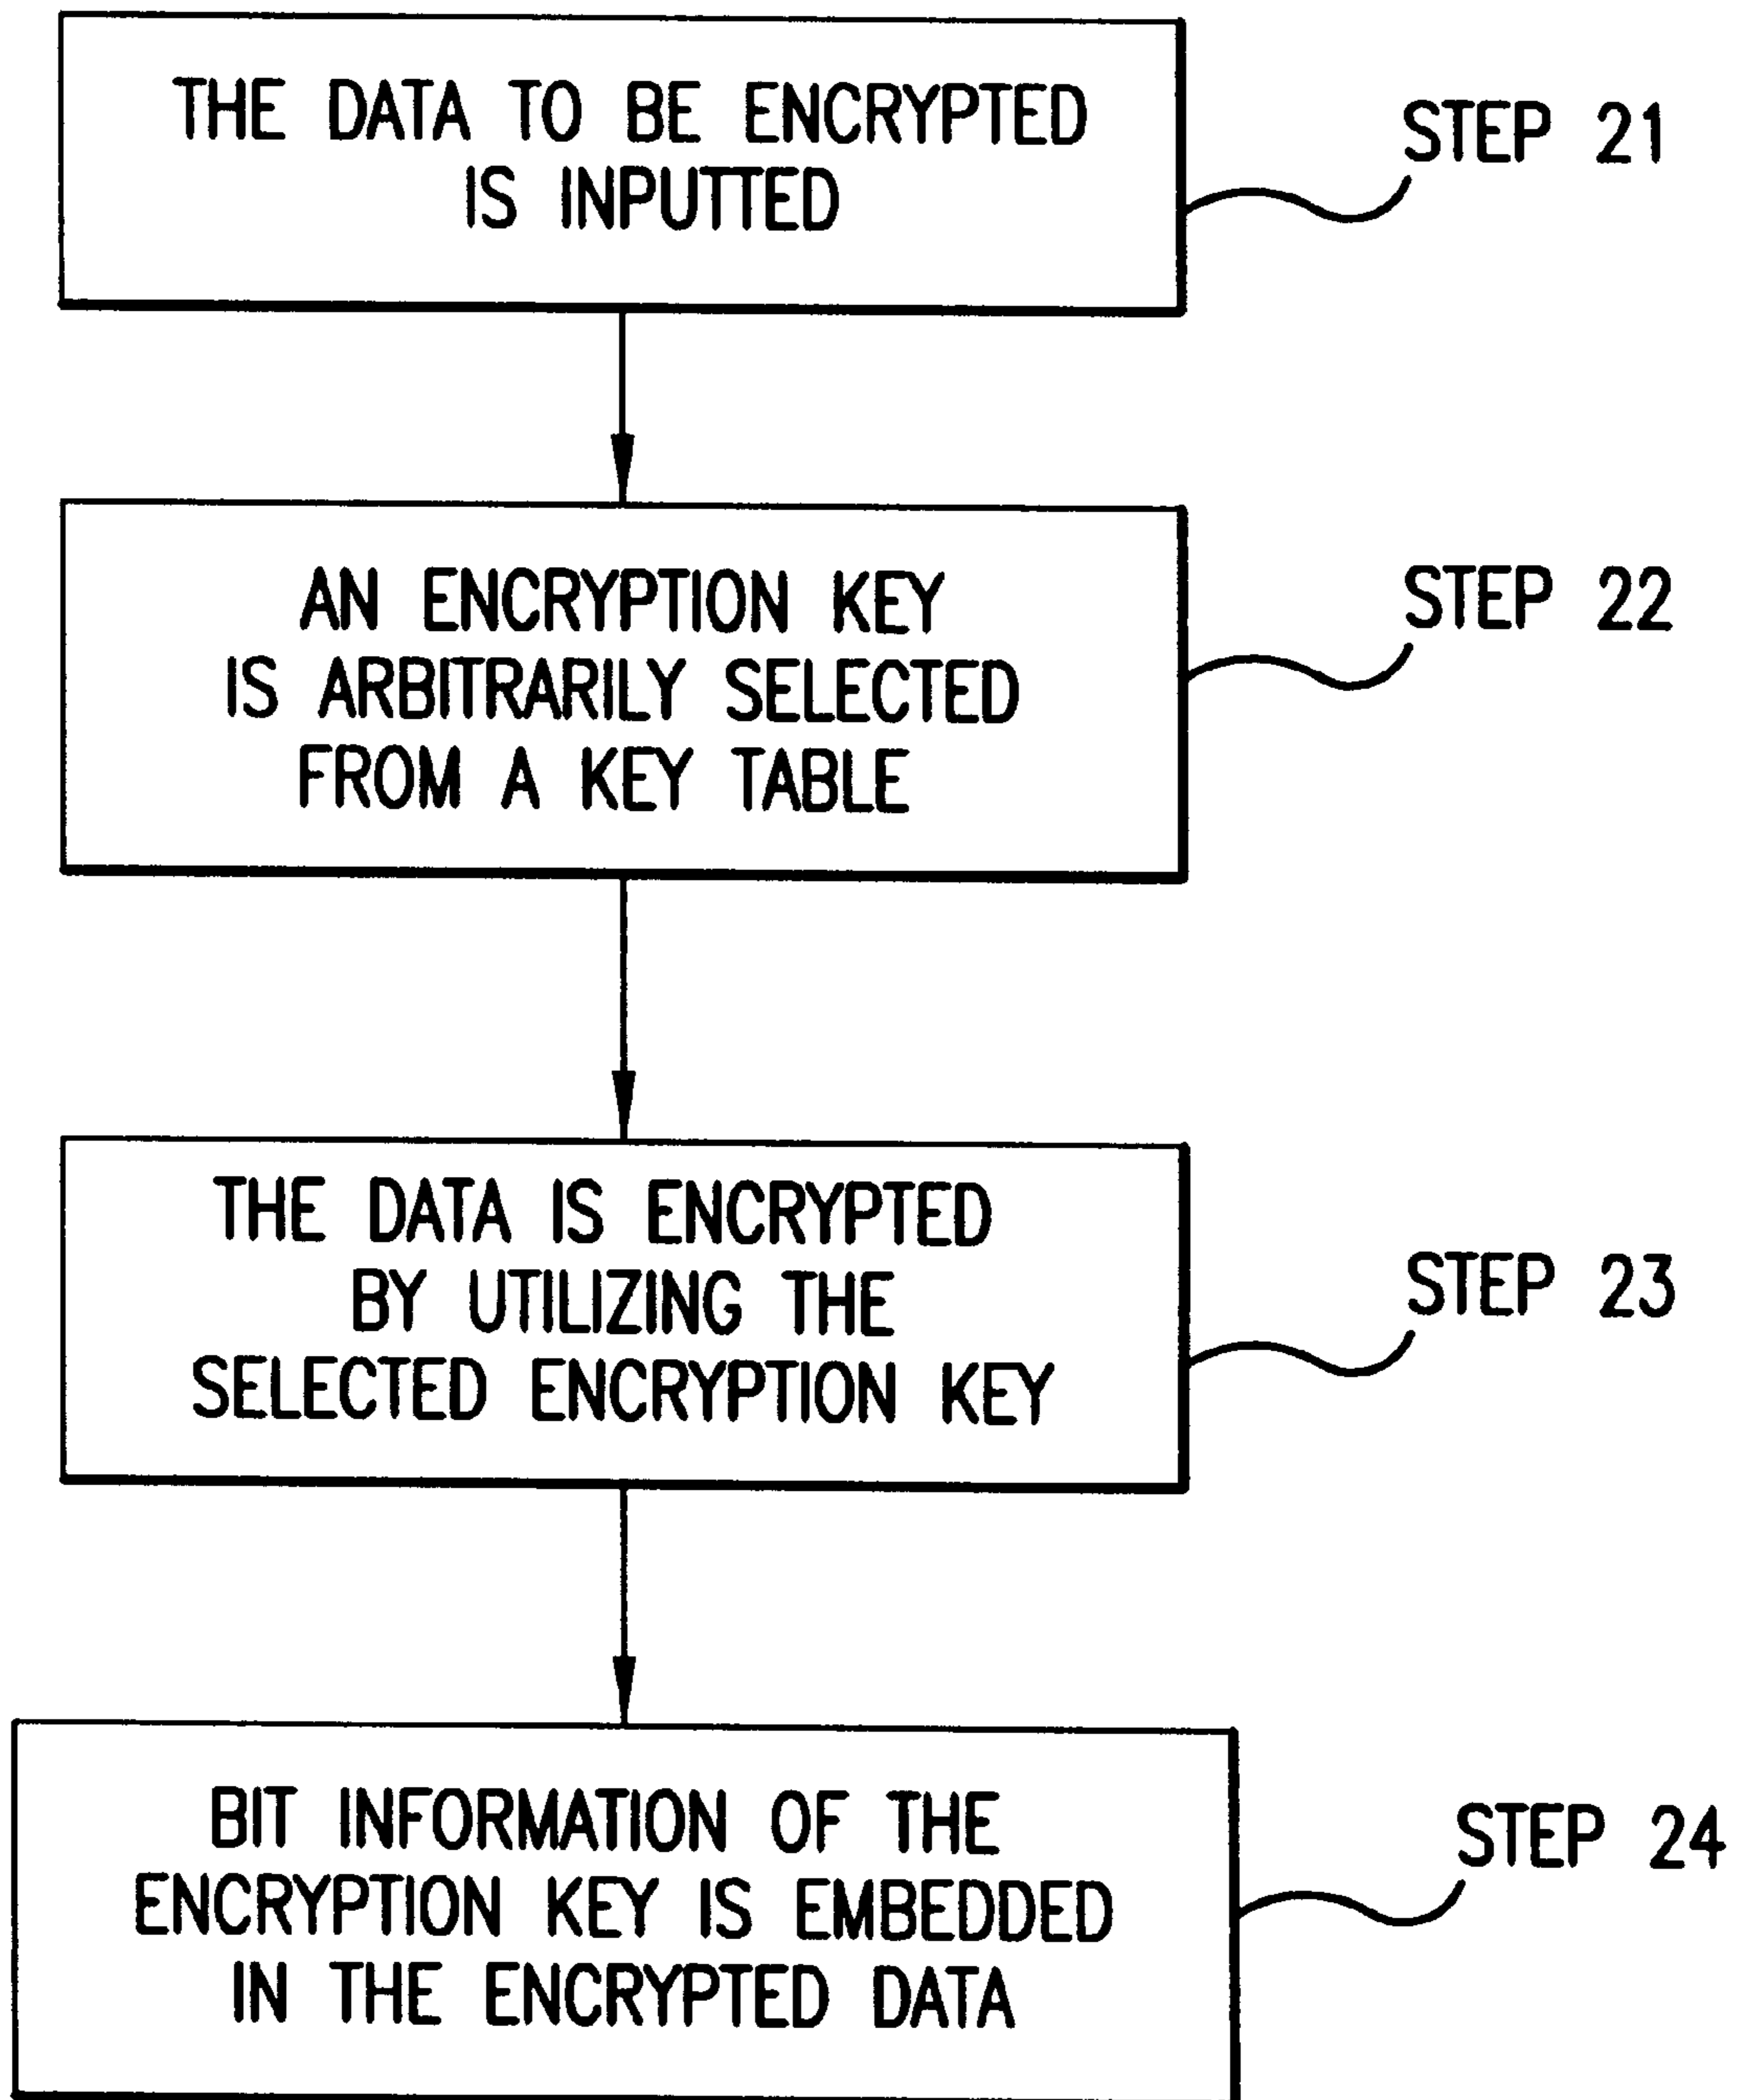 THE DATA TO BE ENCRYPTED
IS INPUTTED
STEP 21
AN ENCRYPTION KEY
IS ARBITRARILY SELECTED
FROM A KEY TABLE
STEP 22
THE DATA IS ENCRYPTED
BY UTILIZING THE
SELECTED ENCRYPTION KEY
STEP 23
BIT INFORMATION OF THE
ENCRYPTION KEY IS EMBEDDED
IN THE ENCRYPTED DATA
STEP 24